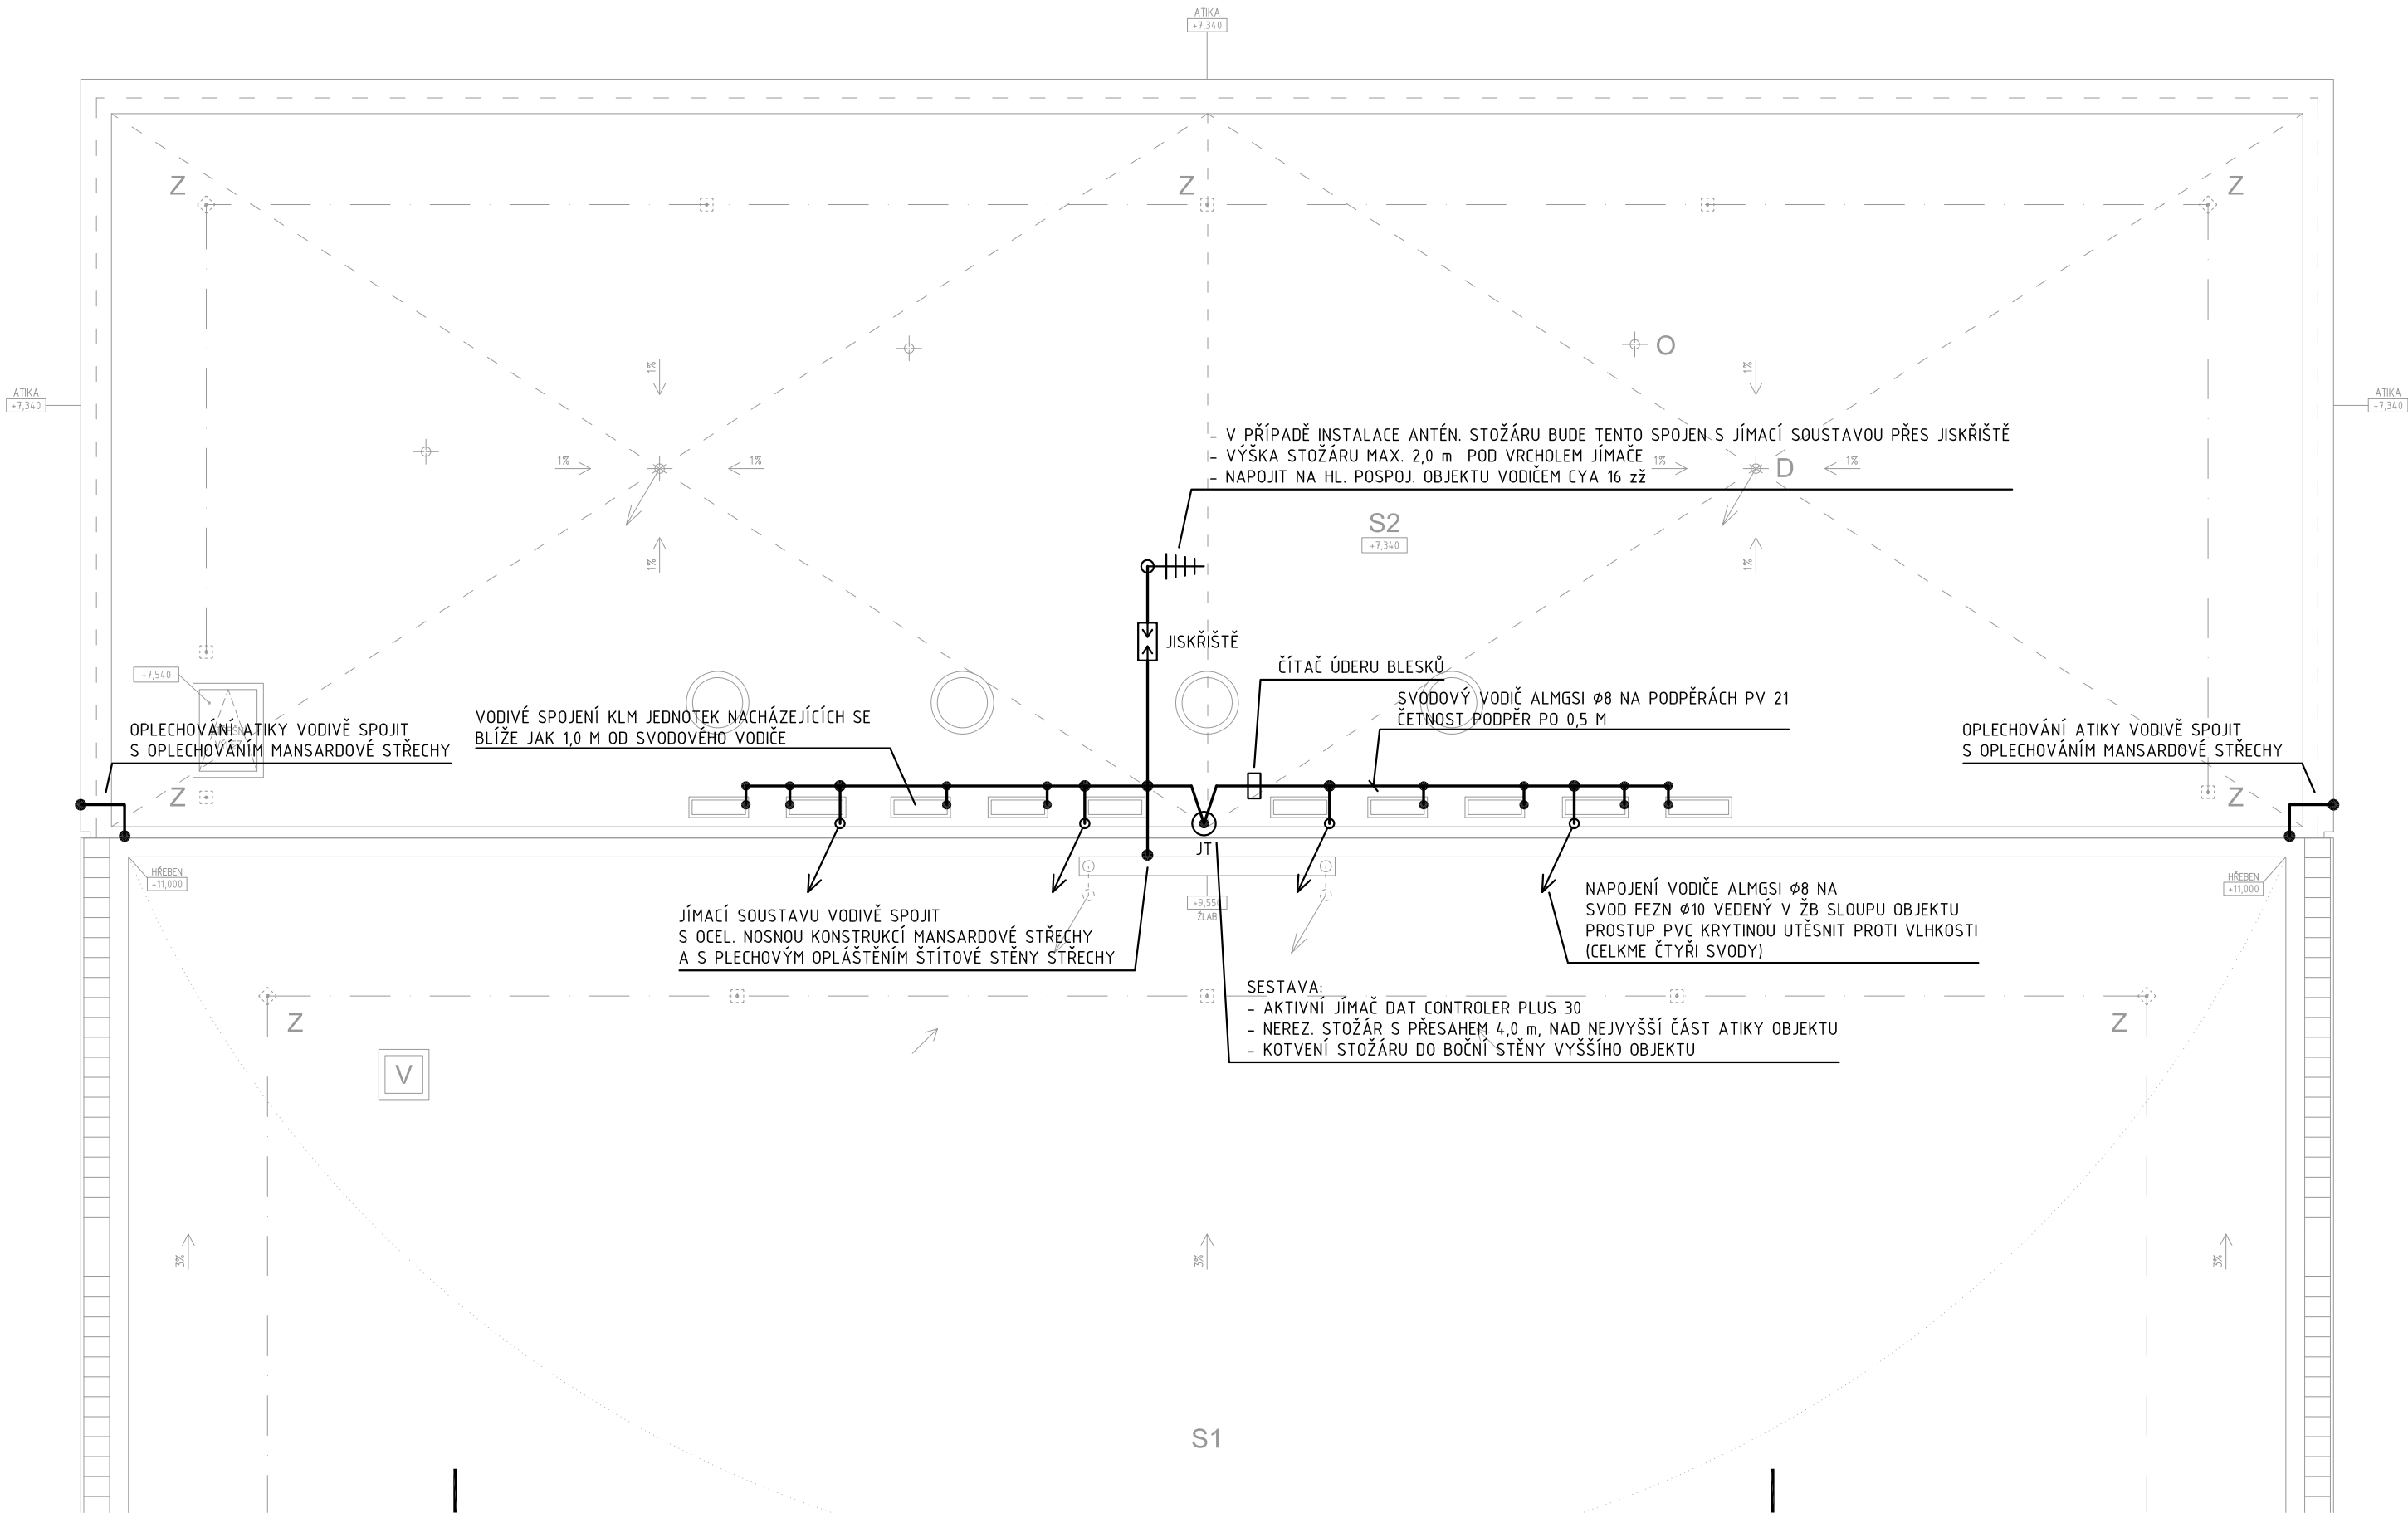 ATIKA
+7,340
Z
Z
Z
O
1%
1%
ATIKA
+7,340
ATIKA
+7,340
- V PŘÍPADĚ INSTALACE ANTÉN. STOŽÁRU BUDE TENTO SPOJEN S JÍMACÍ SOUSTAVOU PŘES JISKŘIŠTĚ
- VÝŠKA STOŽÁRU MAX. 2,0 m POD VRCHOLEM JÍMAČE
- NAPOJIT NA HL. POSPOJ. OBJEKTU VODIČEM CYA 16 zž
1%
1%
1%
D
1%
S2
+7,340
1%
1%
JISKŘIŠTĚ
ČÍTAČ ÚDERU BLESKŮ
+7,540
SVODOVÝ VODIČ ALMGSI ø8 NA PODPĚRÁCH PV 21
ČETNOST PODPĚR PO 0,5 M
VODIVÉ SPOJENÍ KLM JEDNOTEK NACHÁZEJÍCÍCH SE
BLÍŽE JAK 1,0 M OD SVODOVÉHO VODIČE
OPLECHOVÁNÍ ATIKY VODIVĚ SPOJIT
S OPLECHOVÁNÍM MANSARDOVÉ STŘECHY
OPLECHOVÁNÍ ATIKY VODIVĚ SPOJIT
S OPLECHOVÁNÍM MANSARDOVÉ STŘECHY
Z
Z
JT
HŘEBEN
+11,000
HŘEBEN
+11,000
+9,550
ŽLAB
NAPOJENÍ VODIČE ALMGSI ø8 NA
SVOD FEZN ø10 VEDENÝ V ŽB SLOUPU OBJEKTU
PROSTUP PVC KRYTINOU UTĚSNIT PROTI VLHKOSTI
(CELKME ČTYŘI SVODY)
JÍMACÍ SOUSTAVU VODIVĚ SPOJIT
S OCEL. NOSNOU KONSTRUKCÍ MANSARDOVÉ STŘECHY
A S PLECHOVÝM OPLÁŠTĚNÍM ŠTÍTOVÉ STĚNY STŘECHY
SESTAVA:
- AKTIVNÍ JÍMAČ DAT CONTROLER PLUS 30
- NEREZ. STOŽÁR S PŘESAHEM 4,0 m, NAD NEJVYŠŠÍ ČÁST ATIKY OBJEKTU
- KOTVENÍ STOŽÁRU DO BOČNÍ STĚNY VYŠŠÍHO OBJEKTU
Z
Z
V
3%
3%
3%
S1